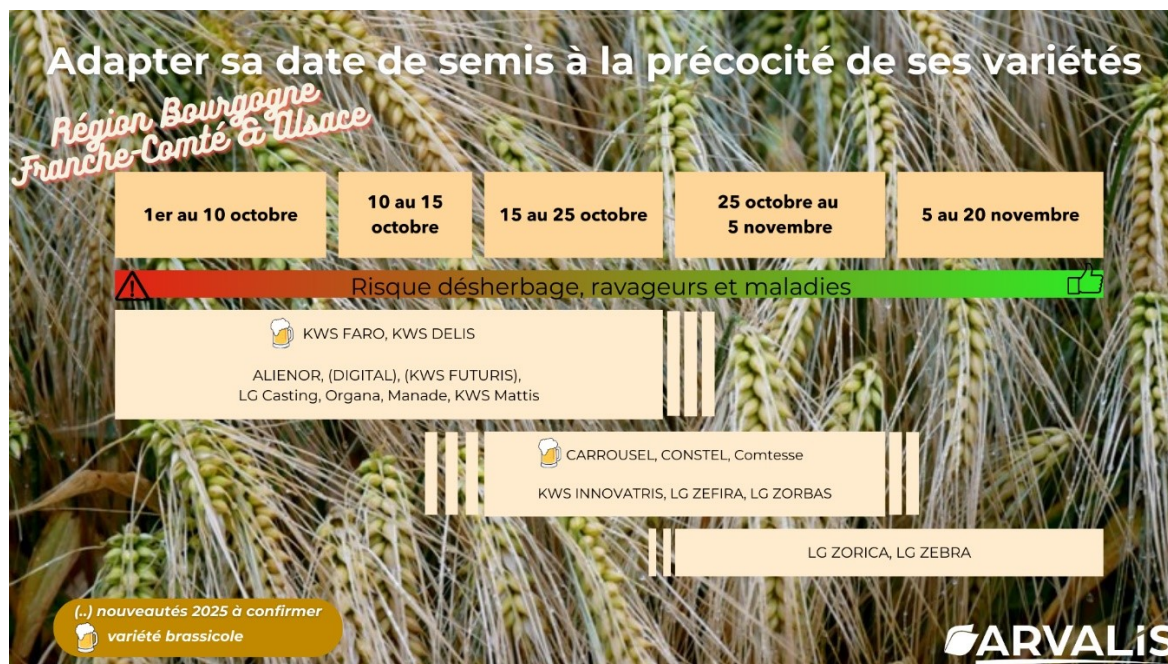 Adapter sa date de semis à la précocité de ses variétés
Région Bourgogne
Franche-Comté & Alsace
1er au 10 octobre
10 au 15
octobre
15 au 25 octobre
25 octobre au
5 novembre
5 au 20 novembre
Risque désherbage, ravageurs et maladies
KWS FARO, KWS DELIS
ALIENOR, (DIGITAL), (KWS FUTURIS),
LG Casting, Organa, Manade, KWS Mattis
CARROUSEL, CONSTEL, Comtesse
KWS INNOVATRIS, LG ZEFIRA, LG ZORBAS
LG ZORICA, LG ZEBRA
(..) nouveautés 2025 à confirmer
variété brassicole
ARVALIS